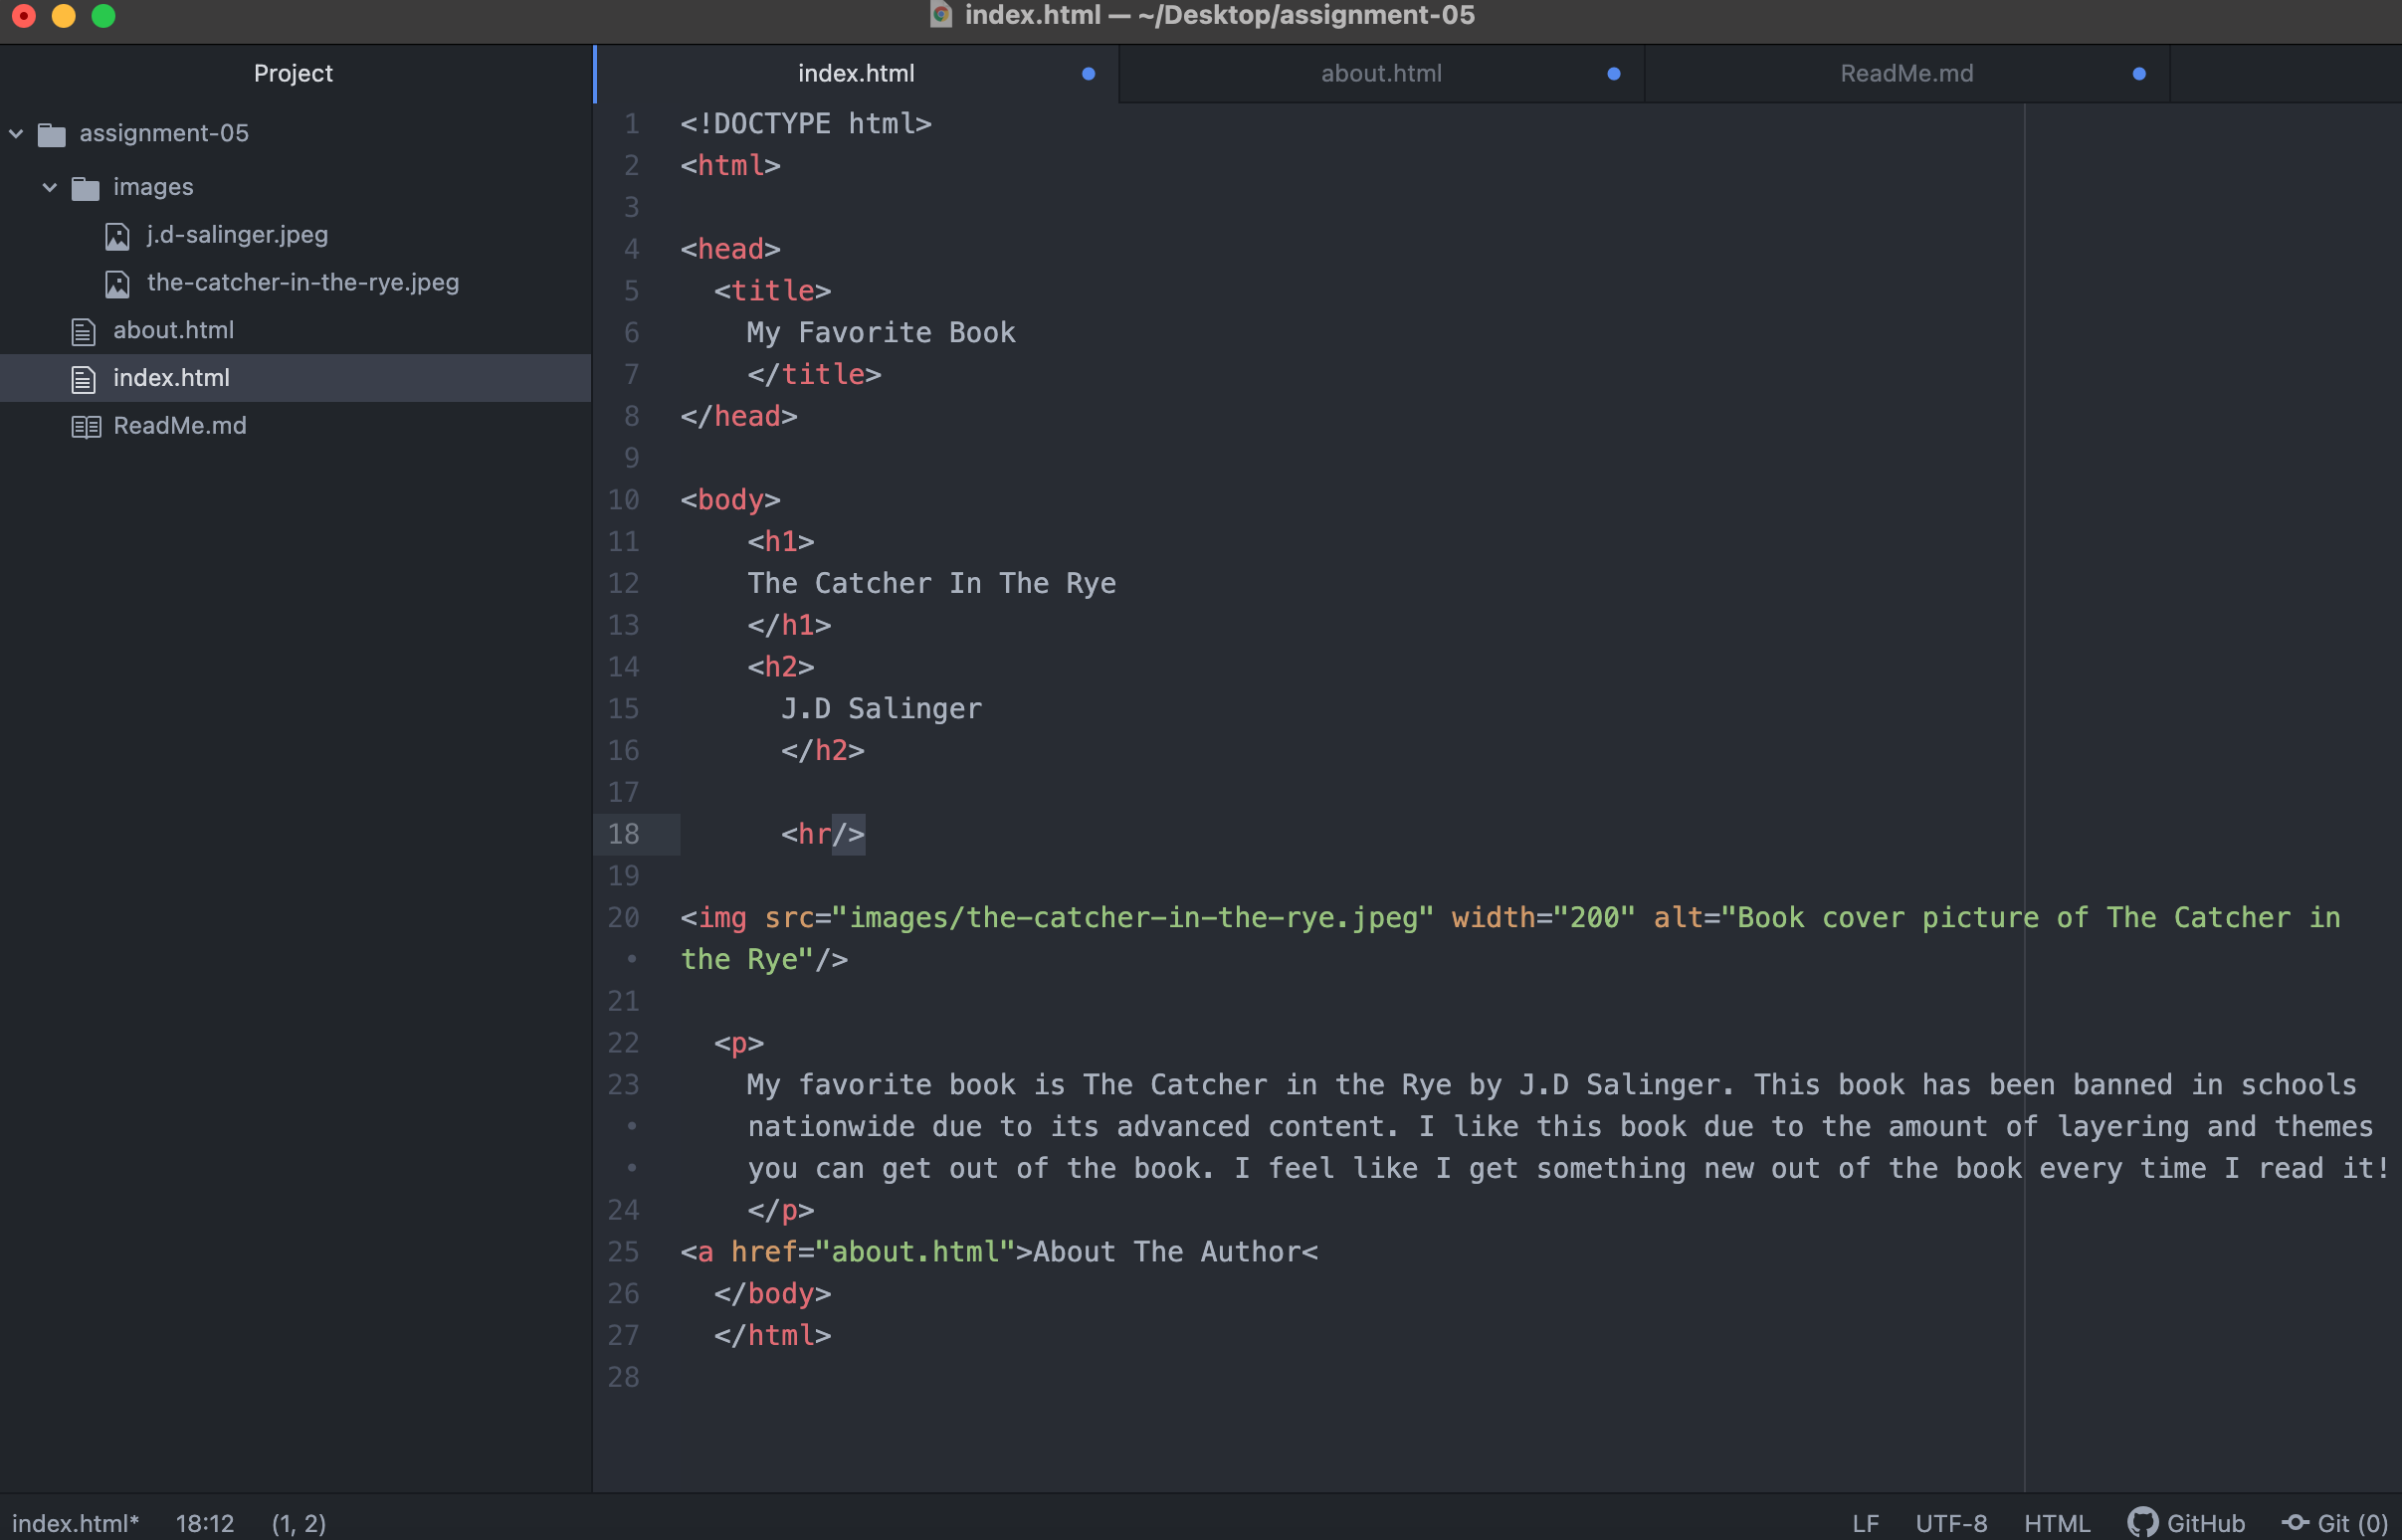 index.html — ~/Desktop/assignment-05
Project
assignment-05
images
j.d-salinger.jpeg
the-catcher-in-the-rye.jpeg
about.html
index.html
ReadMe.md
index.html
about.html
ReadMe.md
1 <!DOCTYPE html>
2 <html>
3
4 <head>
5 <title>
6 My Favorite Book
7 </title>
8 </head>
9
10 <body>
11 <h1>
12 The Catcher In The Rye
13 </h1>
14 <h2>
15 J.D Salinger
16 </h2>
17
18 <hr/>
19
20 <img src="images/the-catcher-in-the-rye.jpeg" width="200" alt="Book cover picture of The Catcher in
• the Rye"/>
21
22 <p>
23 My favorite book is The Catcher in the Rye by J.D Salinger. This book has been banned in schools
• nationwide due to its advanced content. I like this book due to the amount of layering and themes
• you can get out of the book. I feel like I get something new out of the book every time I read it!
24 </p>
25 <a href="about.html">About The Author<
26 </body>
27 </html>
28
index.html* 18:12 (1, 2) LF UTF-8 HTML GitHub Git (0)